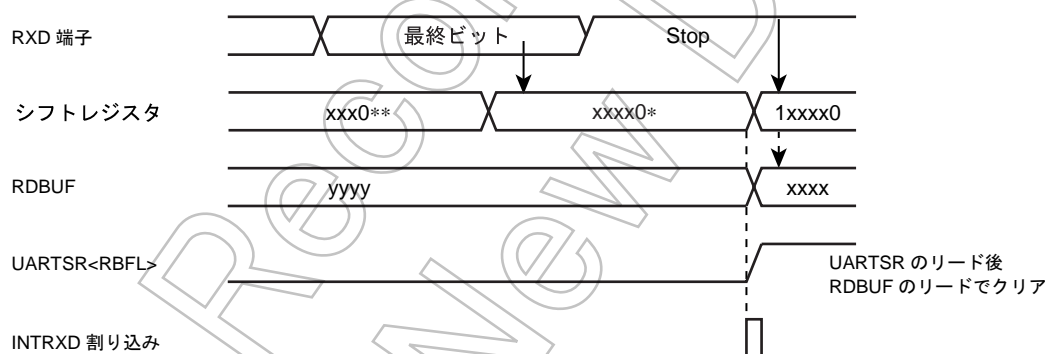 RXD 端子
最終ビット
Stop
シフトレジスタ
xxx0**
xxxx0*
1xxxx0
RDBUF
yyyy
xxxx
UARTSR<RBFL>
UARTSR のリード後
RDBUF のリードでクリア
INTRXD 割り込み